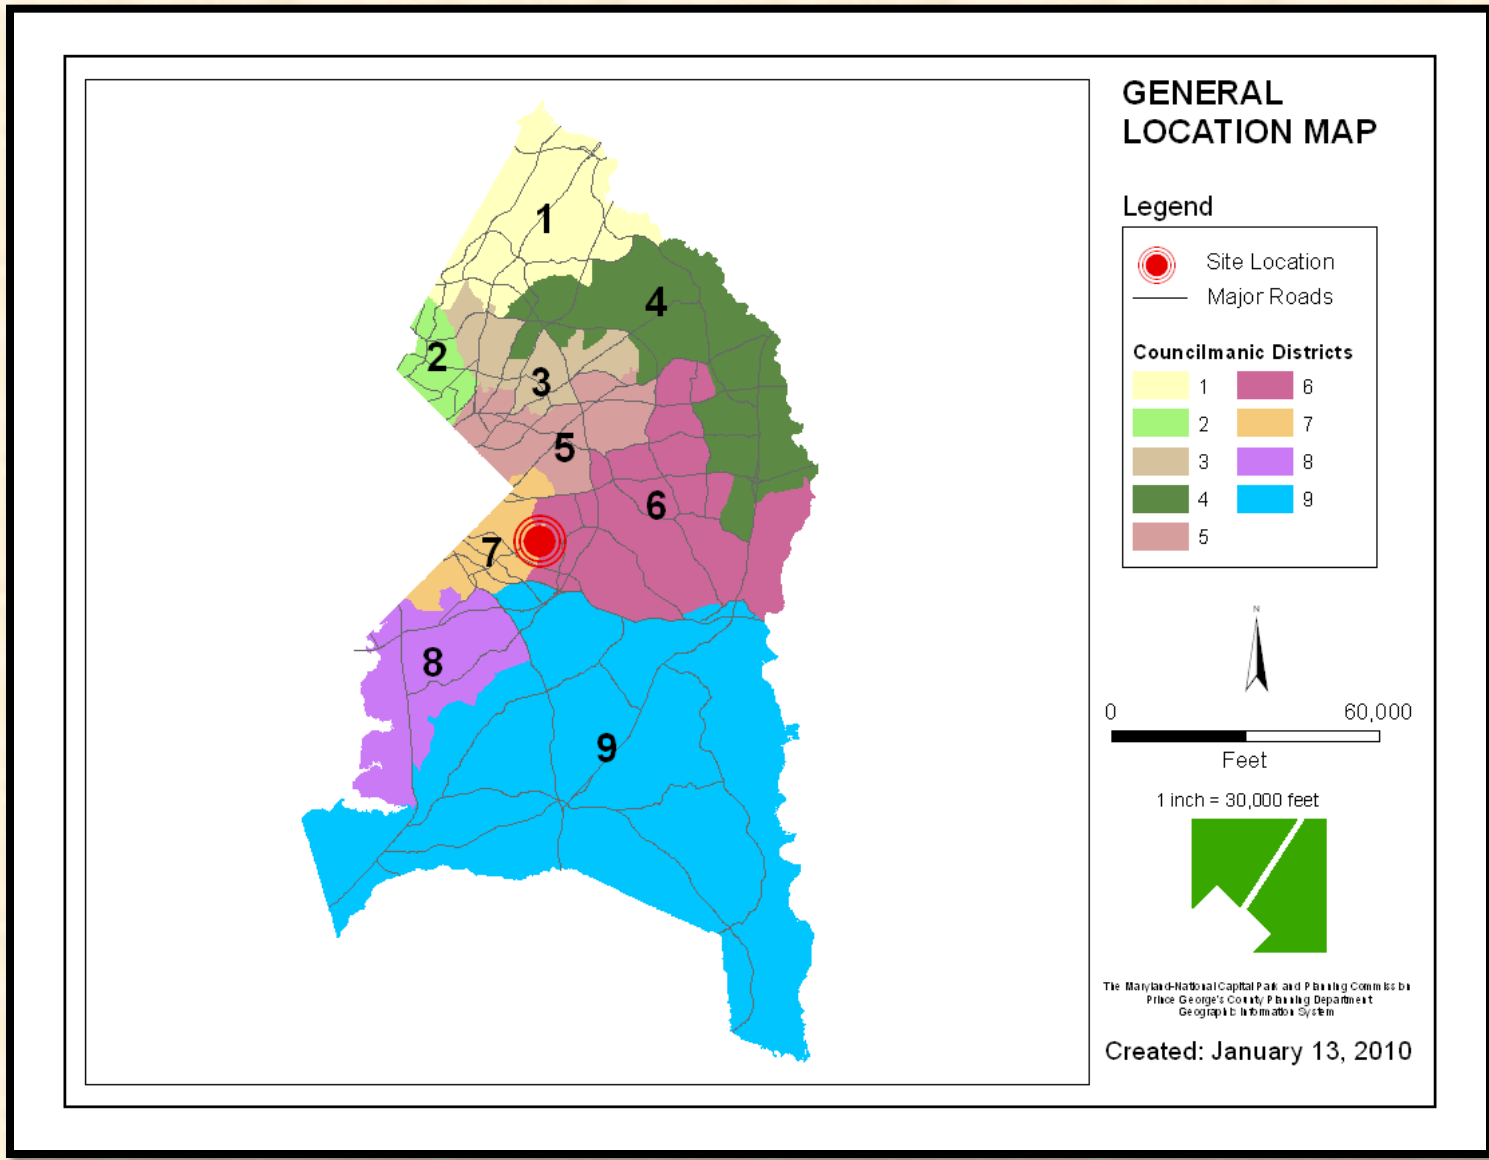 GENERAL
LOCATION MAP
Legend
Site Location
Major Roads
Councilmanic Districts
1 6
2 7
3 8
4 9
5
1
4
2
3
5
6
7
8
9
N
0 60,000
Feet
1 inch = 30,000 feet
The Maryland-National Capital Park and Planning Commission
Prince George's County Planning Department
Geographic Information System
Created: January 13, 2010